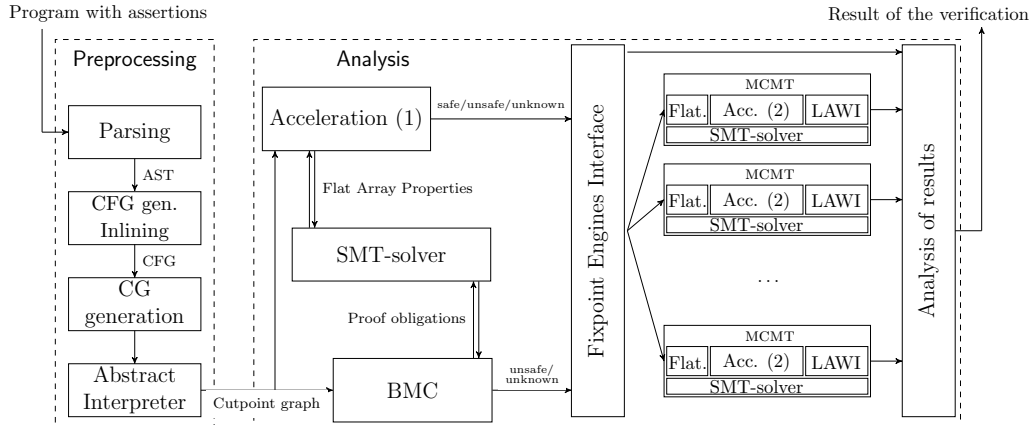 Program with assertions
Result of the verification
Preprocessing
Parsing
AST
CFG gen.
Inlining
CFG
CG
generation
Abstract
Interpreter
Cutpoint graph
Analysis
Acceleration (1)
safe/unsafe/unknown
Flat Array Properties
SMT-solver
Proof obligations
BMC
unsafe/
unknown
Fixpoint Engines Interface
MCMT
Flat. Acc. (2) LAWI
SMT-solver
MCMT
Flat. Acc. (2) LAWI
SMT-solver
...
MCMT
Flat. Acc. (2) LAWI
SMT-solver
Analysis of results